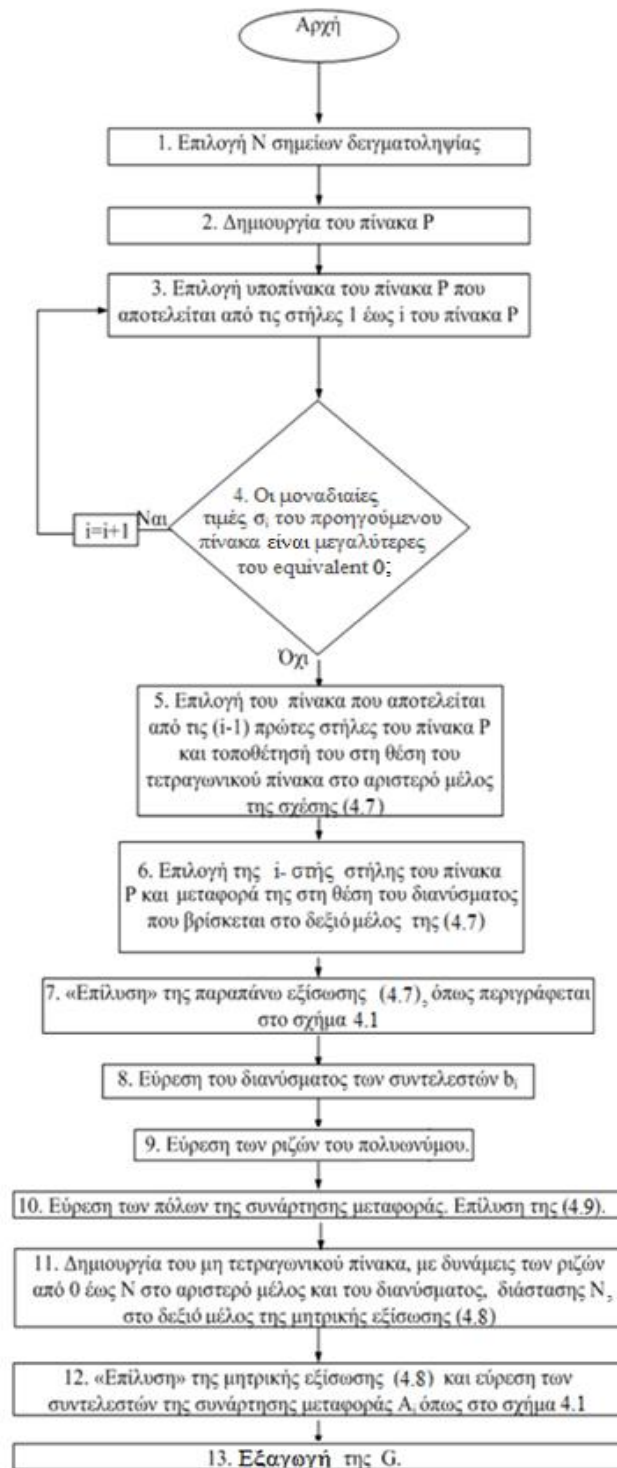 Αρχή
1. Επιλογή N σημείων δειγματοληψίας
2. Δημιουργία του πίνακα P
3. Επιλογή υποπίνακα του πίνακα P που
αποτελείται από τις στήλες 1 έως i του πίνακα P
4. Οι μοναδιαίες
τιμές σᵢ του προηγούμενου
πίνακα είναι μεγαλύτερες
του equivalent 0;
Ναι
i=i+1
Όχι
5. Επιλογή του πίνακα που αποτελείται
από τις (i-1) πρώτες στήλες του πίνακα P
και τοποθέτησή του στη θέση του
τετραγωνικού πίνακα στο αριστερό μέλος
της σχέσης (4.7)
6. Επιλογή της i- στής στήλης του πίνακα
P και μεταφορά της στη θέση του διανύσματος
που βρίσκεται στο δεξιό μέλος της (4.7)
7. «Επίλυση» της παραπάνω εξίσωσης (4.7), όπως περιγράφεται
στο σχήμα 4.1
8. Εύρεση του διανύσματος των συντελεστών bᵢ
9. Εύρεση των ριζών του πολυωνύμου.
10. Εύρεση των πόλων της συνάρτησης μεταφοράς. Επίλυση της (4.9).
11. Δημιουργία του μη τετραγωνικού πίνακα, με δυνάμεις των ριζών
από 0 έως N στο αριστερό μέλος και του διανύσματος, διάστασης N,
στο δεξιό μέλος της μητρικής εξίσωσης (4.8)
12. «Επίλυση» της μητρικής εξίσωσης (4.8) και εύρεση των
συντελεστών της συνάρτησης μεταφοράς Aᵢ όπως στο σχήμα 4.1
13. Εξαγωγή της G.